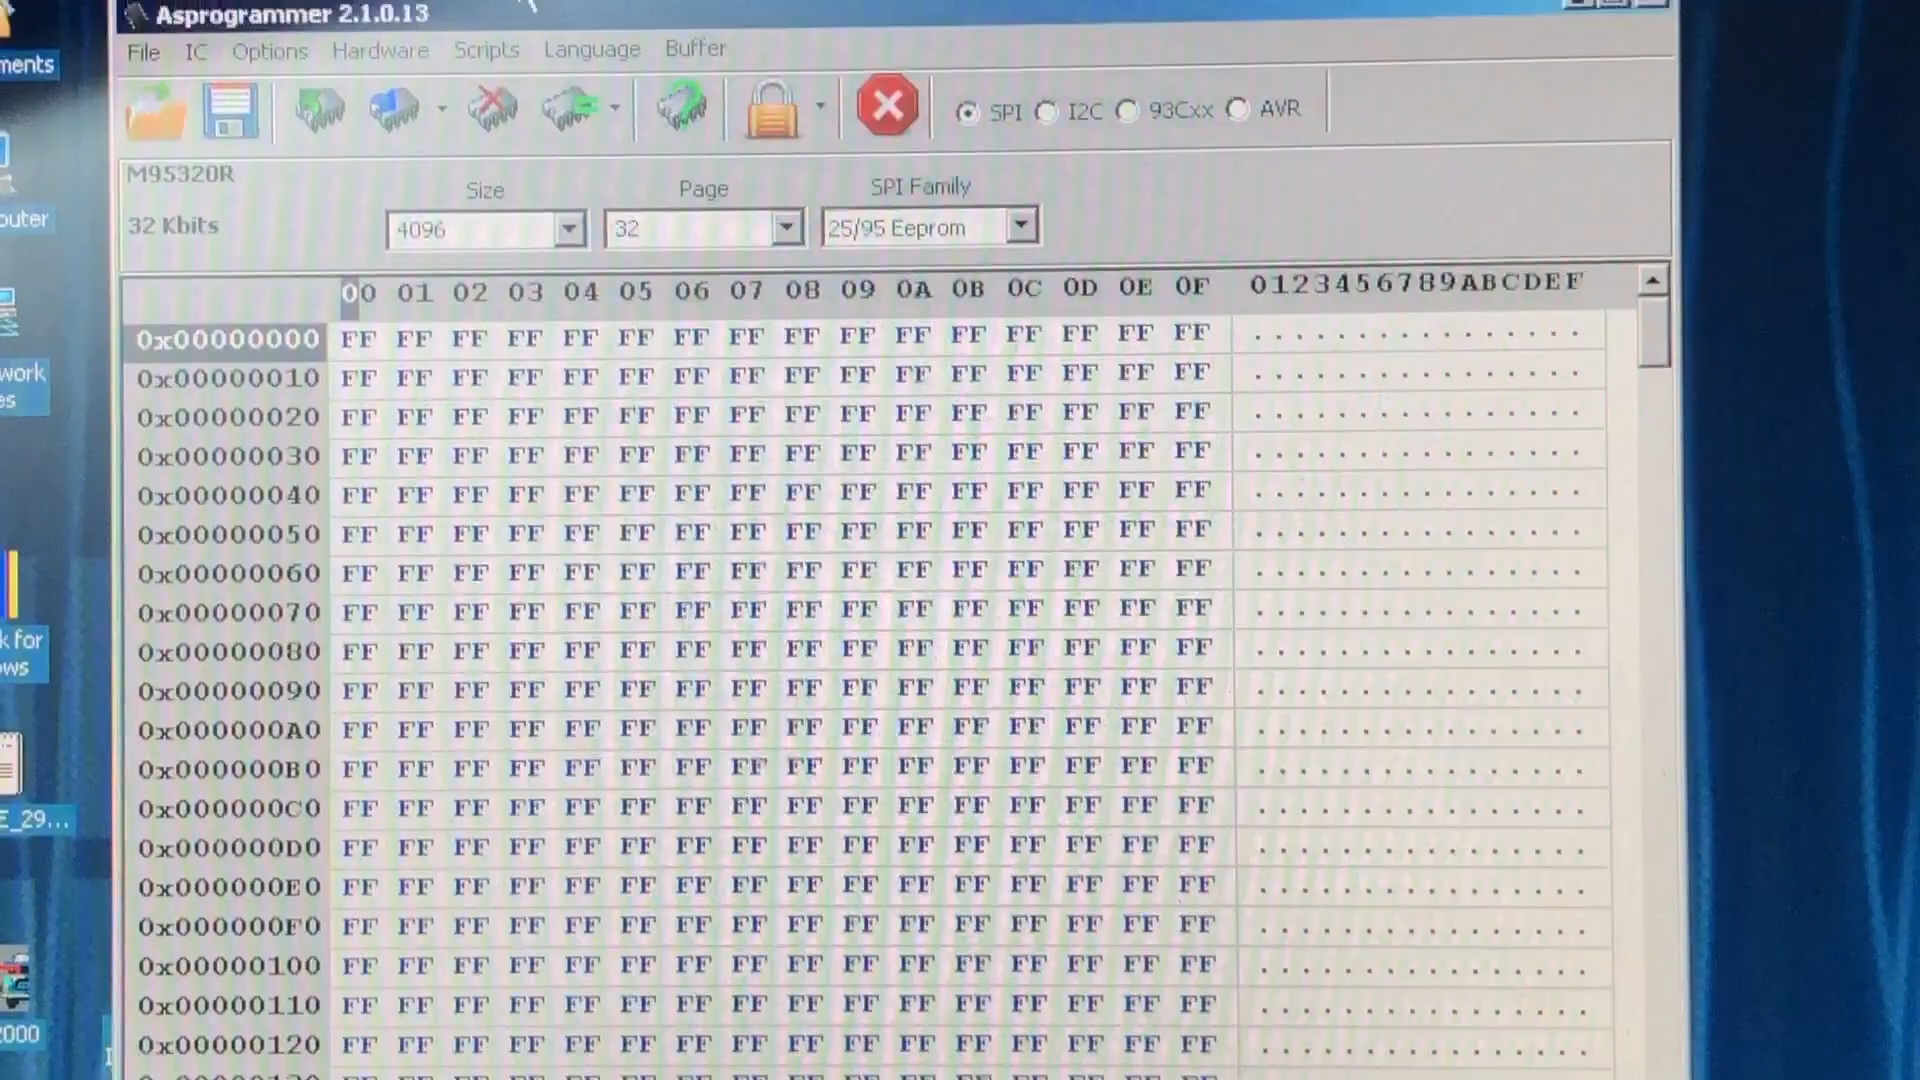 Asprogrammer 2.1.0.13
File IC Options Hardware Scripts Language Buffer
SPI I2C 93Cxx AVR
M95320R
Size Page SPI Family
32 Kbits
4096 32 25/95 Eeprom
00 01 02 03 04 05 06 07 08 09 0A 0B 0C 0D 0E 0F 0123456789ABCDEF
0x00000000 FF FF FF FF FF FF FF FF FF FF FF FF FF FF FF FF ................
0x00000010 FF FF FF FF FF FF FF FF FF FF FF FF FF FF FF FF ................
0x00000020 FF FF FF FF FF FF FF FF FF FF FF FF FF FF FF FF ................
0x00000030 FF FF FF FF FF FF FF FF FF FF FF FF FF FF FF FF ................
0x00000040 FF FF FF FF FF FF FF FF FF FF FF FF FF FF FF FF ................
0x00000050 FF FF FF FF FF FF FF FF FF FF FF FF FF FF FF FF ................
0x00000060 FF FF FF FF FF FF FF FF FF FF FF FF FF FF FF FF ................
0x00000070 FF FF FF FF FF FF FF FF FF FF FF FF FF FF FF FF ................
0x00000080 FF FF FF FF FF FF FF FF FF FF FF FF FF FF FF FF ................
0x00000090 FF FF FF FF FF FF FF FF FF FF FF FF FF FF FF FF ................
0x000000A0 FF FF FF FF FF FF FF FF FF FF FF FF FF FF FF FF ................
0x000000B0 FF FF FF FF FF FF FF FF FF FF FF FF FF FF FF FF ................
0x000000C0 FF FF FF FF FF FF FF FF FF FF FF FF FF FF FF FF ................
0x000000D0 FF FF FF FF FF FF FF FF FF FF FF FF FF FF FF FF ................
0x000000E0 FF FF FF FF FF FF FF FF FF FF FF FF FF FF FF FF ................
0x000000F0 FF FF FF FF FF FF FF FF FF FF FF FF FF FF FF FF ................
0x00000100 FF FF FF FF FF FF FF FF FF FF FF FF FF FF FF FF ................
0x00000110 FF FF FF FF FF FF FF FF FF FF FF FF FF FF FF FF ................
0x00000120 FF FF FF FF FF FF FF FF FF FF FF FF FF FF FF FF ................
ments
outer
work
es
k for
ows
E_29...
2000